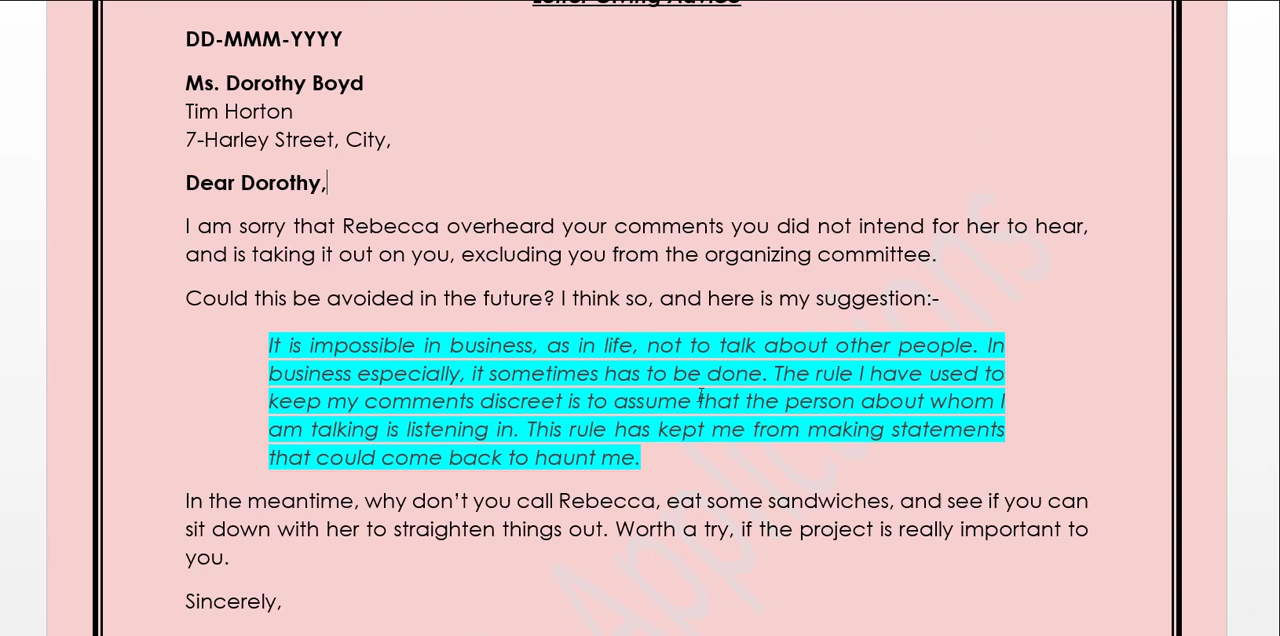 Letter Giving Advice
DD-MMM-YYYY
Ms. Dorothy Boyd
Tim Horton
7-Harley Street, City,
Dear Dorothy,
I am sorry that Rebecca overheard your comments you did not intend for her to hear,
and is taking it out on you, excluding you from the organizing committee.
Could this be avoided in the future? I think so, and here is my suggestion:-
It is impossible in business, as in life, not to talk about other people. In
business especially, it sometimes has to be done. The rule I have used to
keep my comments discreet is to assume that the person about whom I
am talking is listening in. This rule has kept me from making statements
that could come back to haunt me.
In the meantime, why don’t you call Rebecca, eat some sandwiches, and see if you can
sit down with her to straighten things out. Worth a try, if the project is really important to
you.
Sincerely,
Applications